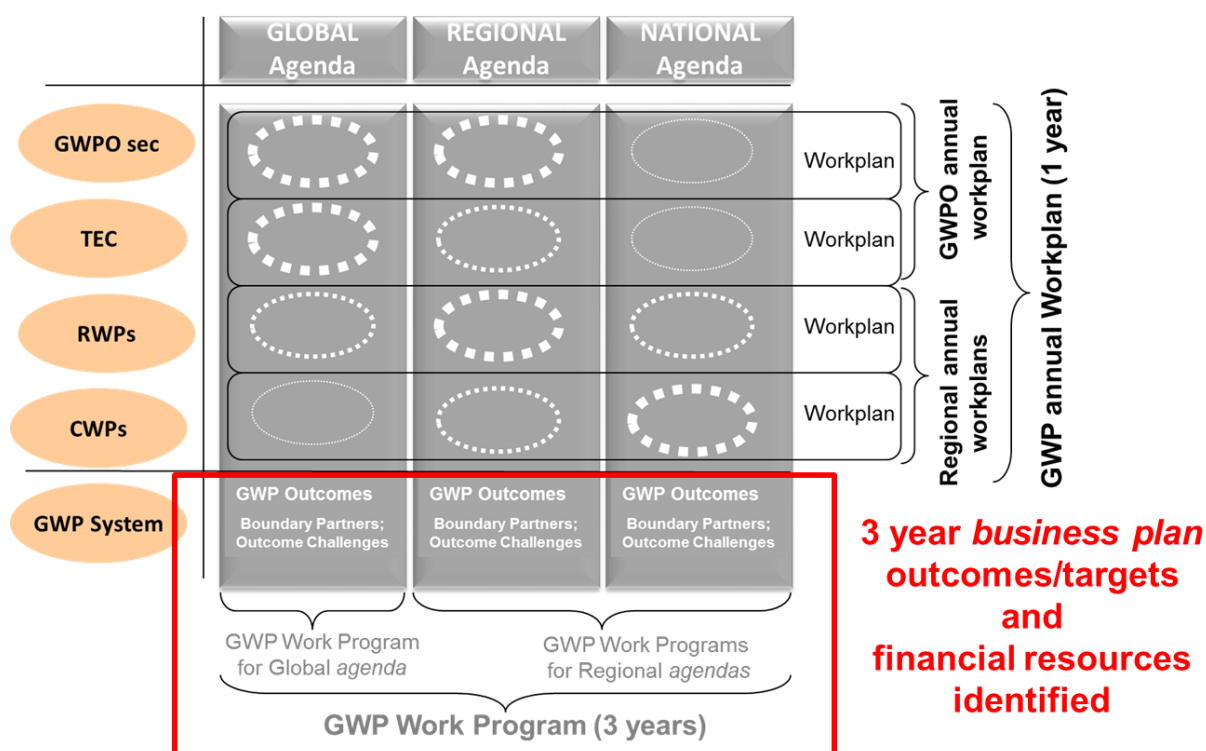 GLOBAL
Agenda
REGIONAL
Agenda
NATIONAL
Agenda
GWPO sec
Workplan
TEC
Workplan
RWPs
Workplan
CWPs
Workplan
GWPO annual
workplan
Regional annual
workplans
GWP annual Workplan (1 year)
GWP System
GWP Outcomes
Boundary Partners;
Outcome Challenges
GWP Outcomes
Boundary Partners;
Outcome Challenges
GWP Outcomes
Boundary Partners;
Outcome Challenges
GWP Work Program
for Global agenda
GWP Work Programs
for Regional agendas
GWP Work Program (3 years)
3 year business plan
outcomes/targets
and
financial resources
identified